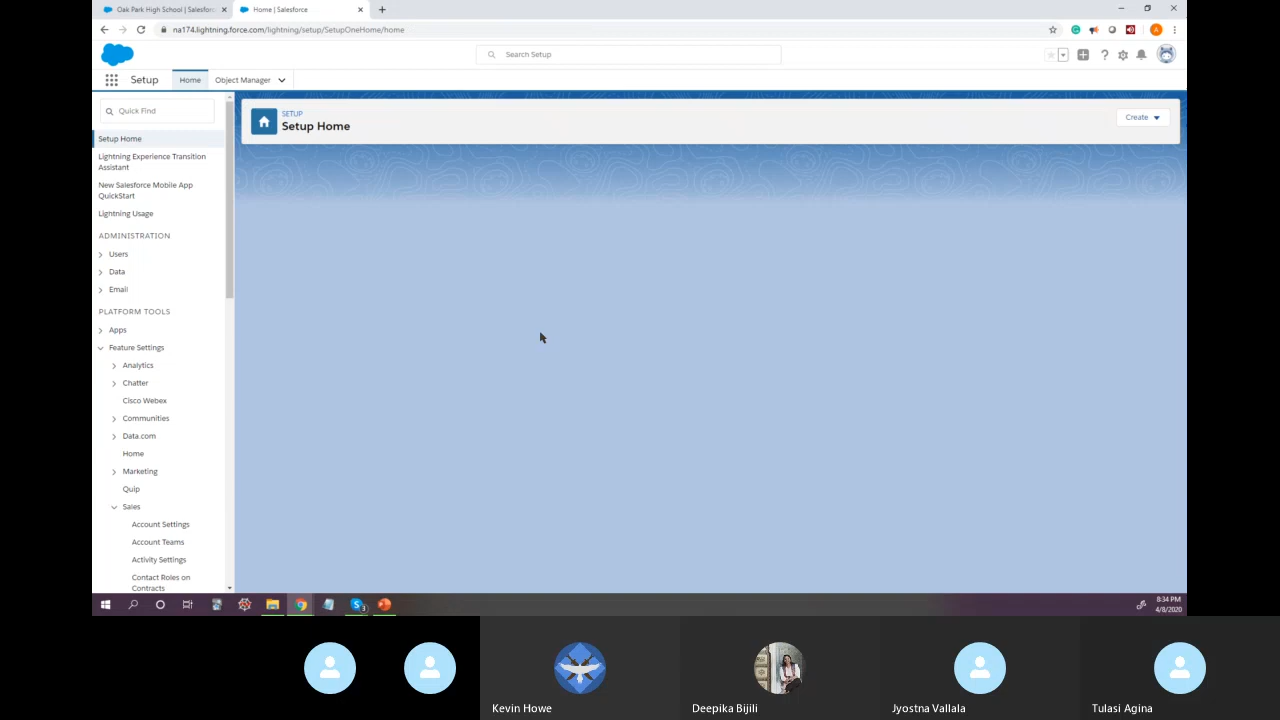 Oak Park High School | Salesforc
Home | Salesforce
na174.lightning.force.com/lightning/setup/SetupOneHome/home
A
Search Setup
Setup
Home
Object Manager
Quick Find
SETUP
Setup Home
Create
Setup Home
Lightning Experience Transition
Assistant
New Salesforce Mobile App
QuickStart
Lightning Usage
ADMINISTRATION
Users
Data
Email
PLATFORM TOOLS
Apps
Feature Settings
Analytics
Chatter
Cisco Webex
Communities
Data.com
Home
Marketing
Quip
Sales
Account Settings
Account Teams
Activity Settings
Contact Roles on
Contracts
8:34 PM
4/8/2020
Kevin Howe
Deepika Bijili
Jyostna Vallala
Tulasi Agina